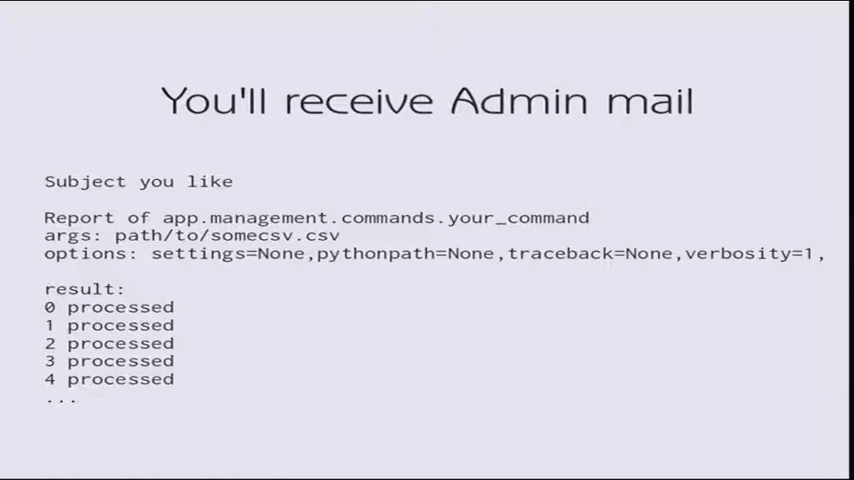 You'll receive Admin mail
Subject you like
Report of app.management.commands.your_command
args: path/to/somecsv.csv
options: settings=None,pythonpath=None,traceback=None,verbosity=1,
result:
0 processed
1 processed
2 processed
3 processed
4 processed
...